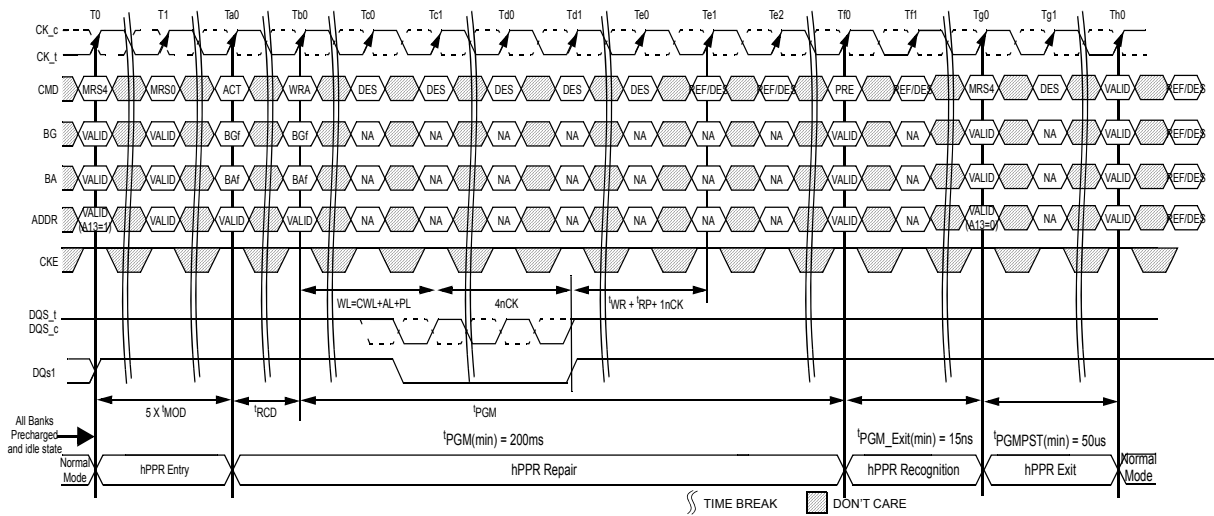 T0 T1 Ta0 Tb0 Tc0 Tc1 Td0 Td1 Te0 Te1 Te2 Tf0 Tf1 Tg0 Tg1 Th0
CK_c
CK_t
CMD MRS4 MRS0 ACT WRA DES DES DES DES DES REF/DES REF/DES PRE REF/DES MRS4 DES VALID REF/DES
BG VALID VALID BGf BGf NA NA NA NA NA NA NA VALID NA VALID NA VALID REF/DES
BA VALID VALID BAf BAf NA NA NA NA NA NA NA VALID NA VALID NA VALID REF/DES
ADDR VALID (A13=1) VALID VALID VALID NA NA NA NA NA NA NA VALID NA VALID (A13=0) NA VALID REF/DES
CKE
WL=CWL+AL+PL 4nCK tWR + tRP+ 1nCK
DQS_t
DQS_c
DQs1
5 X tMOD tRCD tPGM
All Banks
Precharged
and idle state
tPGM(min) = 200ms tPGM_Exit(min) = 15ns tPGMPST(min) = 50us
Normal Mode hPPR Entry hPPR Repair hPPR Recognition hPPR Exit Normal Mode
TIME BREAK DON'T CARE